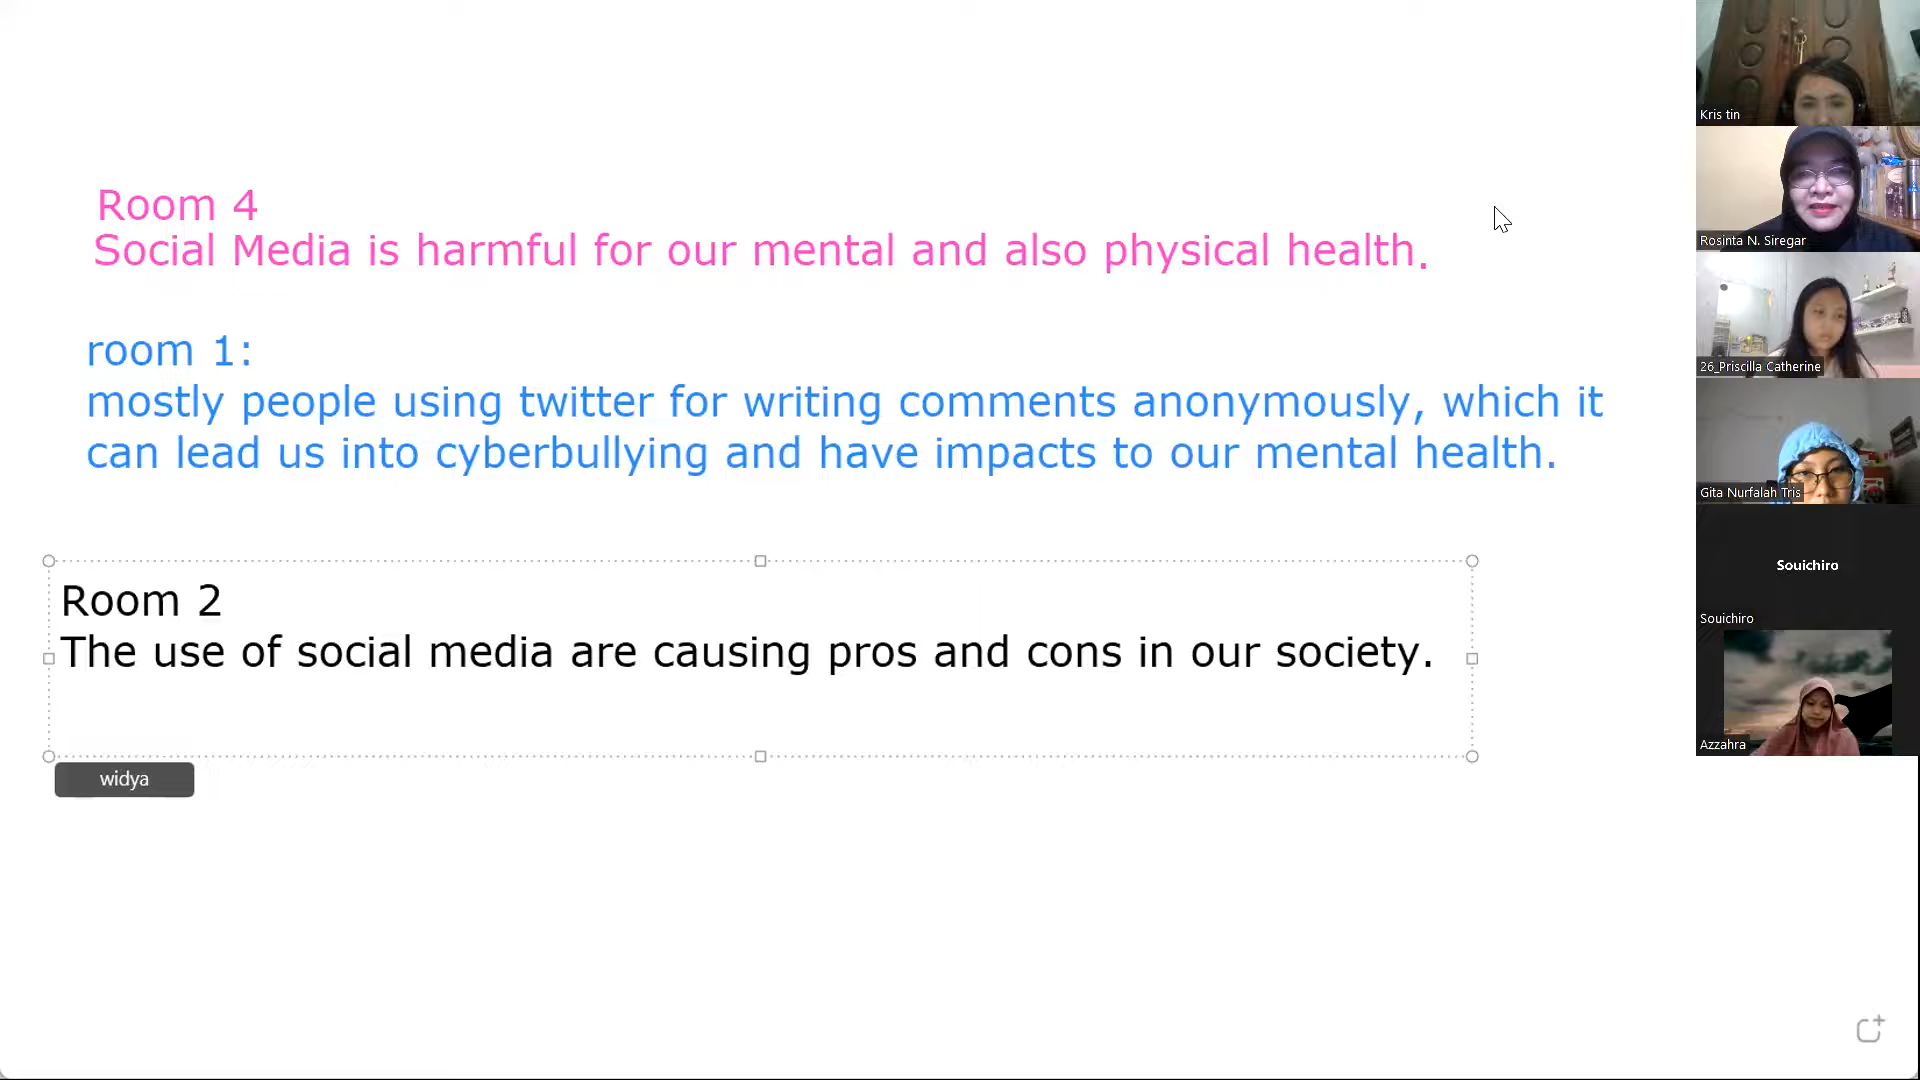 Room 4
Social Media is harmful for our mental and also physical health.
room 1:
mostly people using twitter for writing comments anonymously, which it
can lead us into cyberbullying and have impacts to our mental health.
Room 2
The use of social media are causing pros and cons in our society.
widya
Kris tin
Rosinta N. Siregar
26_Priscilla Catherine
Gita Nurfalah Tris
Souichiro
Souichiro
Azzahra